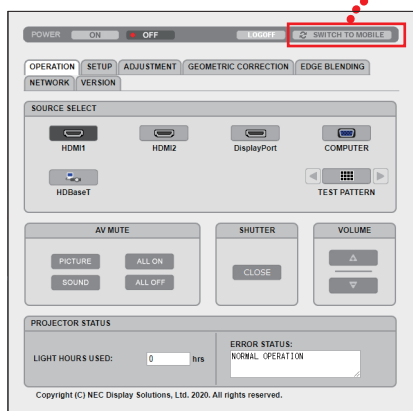 POWER ON OFF LOGOFF SWITCH TO MOBILE
OPERATION SETUP ADJUSTMENT GEOMETRIC CORRECTION EDGE BLENDING
NETWORK VERSION
SOURCE SELECT
HDMI1 HDMI2 DisplayPort COMPUTER
HDBaseT TEST PATTERN
AV MUTE SHUTTER VOLUME
PICTURE ALL ON
CLOSE
SOUND ALL OFF
PROJECTOR STATUS
ERROR STATUS:
LIGHT HOURS USED: 0 hrs NORMAL OPERATION
Copyright (C) NEC Display Solutions, Ltd. 2020. All rights reserved.